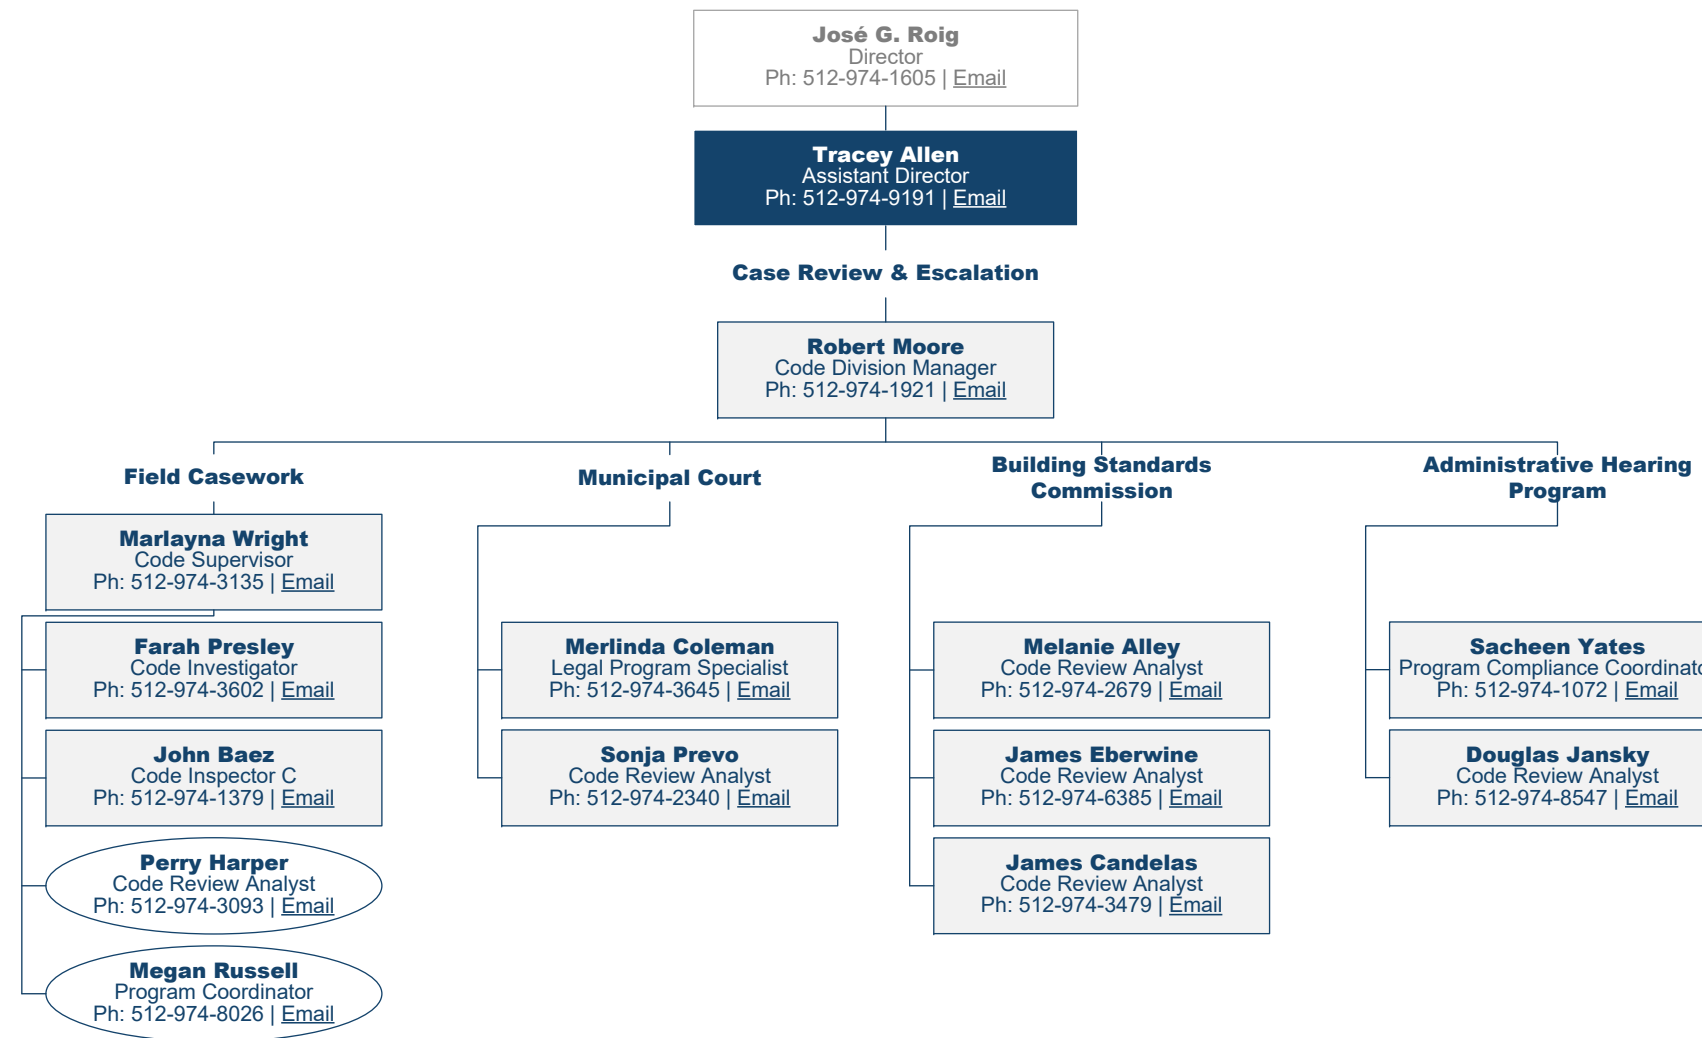 José G. Roig
Director
Ph: 512-974-1605 | Email
Tracey Allen
Assistant Director
Ph: 512-974-9191 | Email
Case Review & Escalation
Robert Moore
Code Division Manager
Ph: 512-974-1921 | Email
Field Casework
Marlayna Wright
Code Supervisor
Ph: 512-974-3135 | Email
Farah Presley
Code Investigator
Ph: 512-974-3602 | Email
John Baez
Code Inspector C
Ph: 512-974-1379 | Email
Perry Harper
Code Review Analyst
Ph: 512-974-3093 | Email
Megan Russell
Program Coordinator
Ph: 512-974-8026 | Email
Municipal Court
Merlinda Coleman
Legal Program Specialist
Ph: 512-974-3645 | Email
Sonja Prevo
Code Review Analyst
Ph: 512-974-2340 | Email
Building Standards
Commission
Melanie Alley
Code Review Analyst
Ph: 512-974-2679 | Email
James Eberwine
Code Review Analyst
Ph: 512-974-6385 | Email
James Candelas
Code Review Analyst
Ph: 512-974-3479 | Email
Administrative Hearing
Program
Sacheen Yates
Program Compliance Coordinato
Ph: 512-974-1072 | Email
Douglas Jansky
Code Review Analyst
Ph: 512-974-8547 | Email